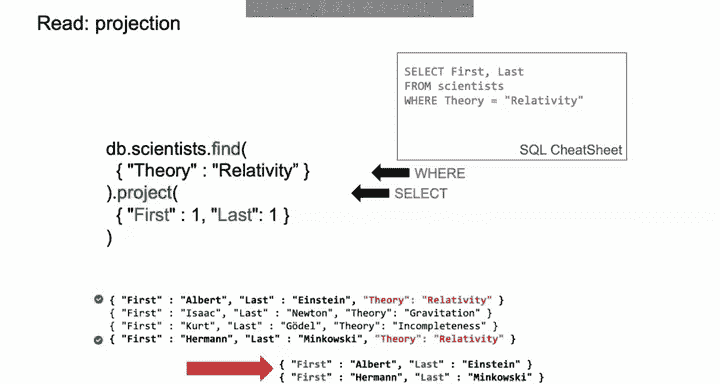 Read: projection
SELECT First, Last
FROM scientists
WHERE Theory = "Relativity"
SQL CheatSheet
db.scientists.find(
{ "Theory" : "Relativity” }
WHERE
).project(
SELECT
{ "First" : 1, "Last": 1 }
)
{ "First" : "Albert", "Last" : "Einstein", "Theory": "Relativity" }
{ "First" : "Isaac", "Last" : "Newton", "Theory": "Gravitation" }
{ "First" : "Kurt", "Last" : "Gödel", "Theory": "Incompleteness" }
{ "First" : "Hermann", "Last" : "Minkowski", "Theory": "Relativity" }
{ "First" : "Albert", "Last" : "Einstein" }
{ "First" : "Hermann", "Last" : "Minkowski" }